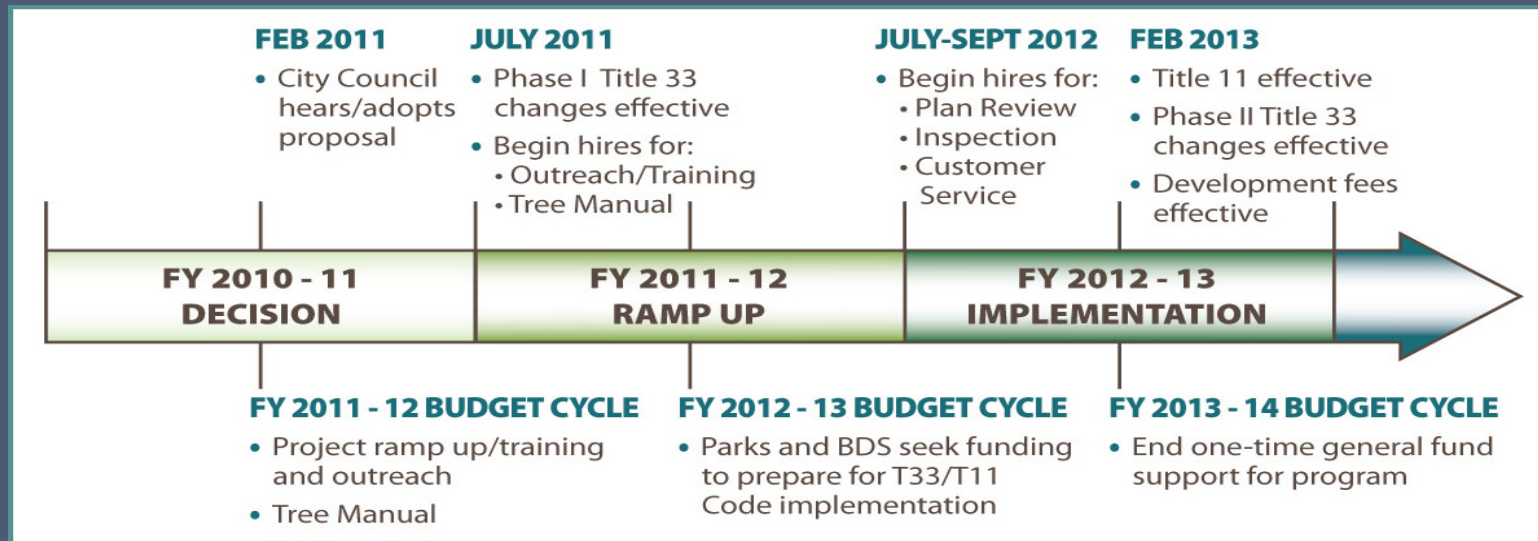 FEB 2011
• City Council
hears/adopts
proposal
JULY 2011
• Phase I Title 33
changes effective
• Begin hires for:
• Outreach/Training
• Tree Manual
JULY-SEPT 2012
• Begin hires for:
• Plan Review
• Inspection
• Customer
Service
FEB 2013
• Title 11 effective
• Phase II Title 33
changes effective
• Development fees
effective
FY 2010 - 11
DECISION
FY 2011 - 12
RAMP UP
FY 2012 - 13
IMPLEMENTATION
FY 2011 - 12 BUDGET CYCLE
• Project ramp up/training
and outreach
• Tree Manual
FY 2012 - 13 BUDGET CYCLE
• Parks and BDS seek funding
to prepare for T33/T11
Code implementation
FY 2013 - 14 BUDGET CYCLE
• End one-time general fund
support for program